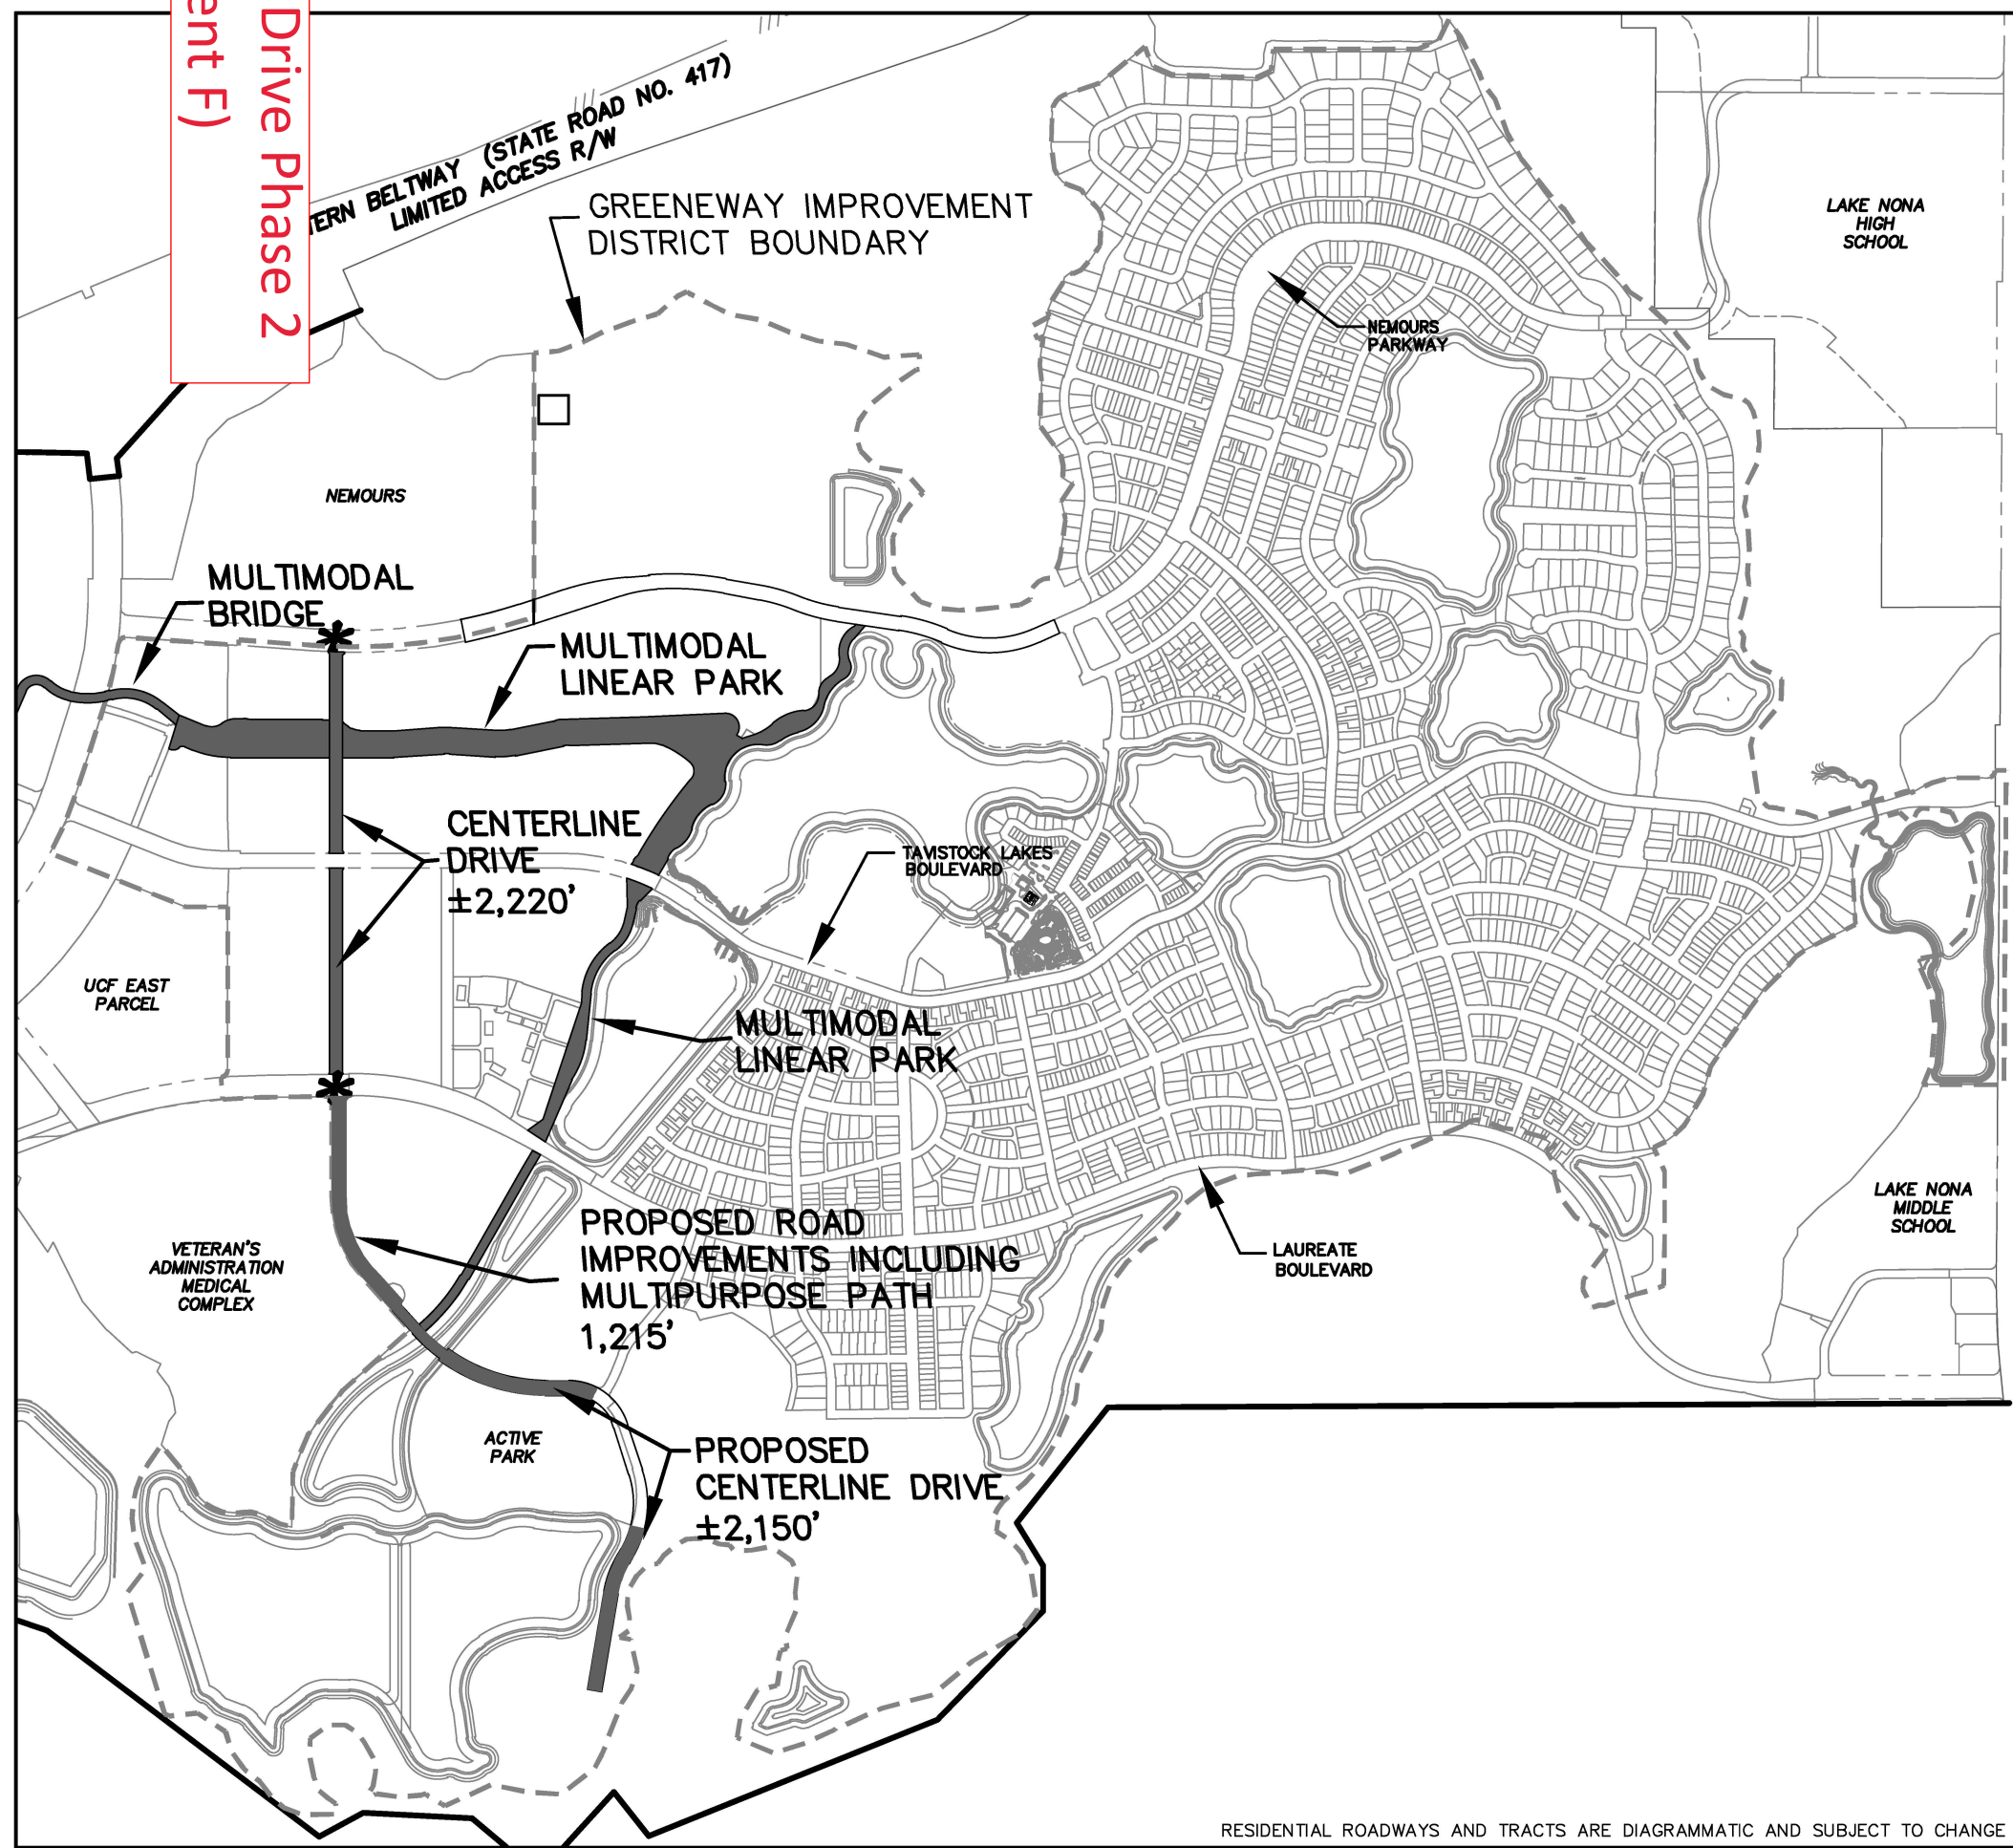 Drive Phase 2
ent F)
TERN BELTWAY (STATE ROAD NO. 417)
LIMITED ACCESS R/W
GREENEWAY IMPROVEMENT
DISTRICT BOUNDARY
LAKE NONA
HIGH
SCHOOL
NEMOURS
PARKWAY
NEMOURS
MULTIMODAL
BRIDGE
MULTIMODAL
LINEAR PARK
CENTERLINE
DRIVE
±2,220'
TAVISTOCK LAKES
BOULEVARD
UCF EAST
PARCEL
MULTIMODAL
LINEAR PARK
PROPOSED ROAD
IMPROVEMENTS INCLUDING
MULTIPURPOSE PATH
1,215'
VETERAN'S
ADMINISTRATION
MEDICAL
COMPLEX
LAUREATE
BOULEVARD
LAKE NONA
MIDDLE
SCHOOL
ACTIVE
PARK
PROPOSED
CENTERLINE DRIVE
±2,150'
RESIDENTIAL ROADWAYS AND TRACTS ARE DIAGRAMMATIC AND SUBJECT TO CHANGE